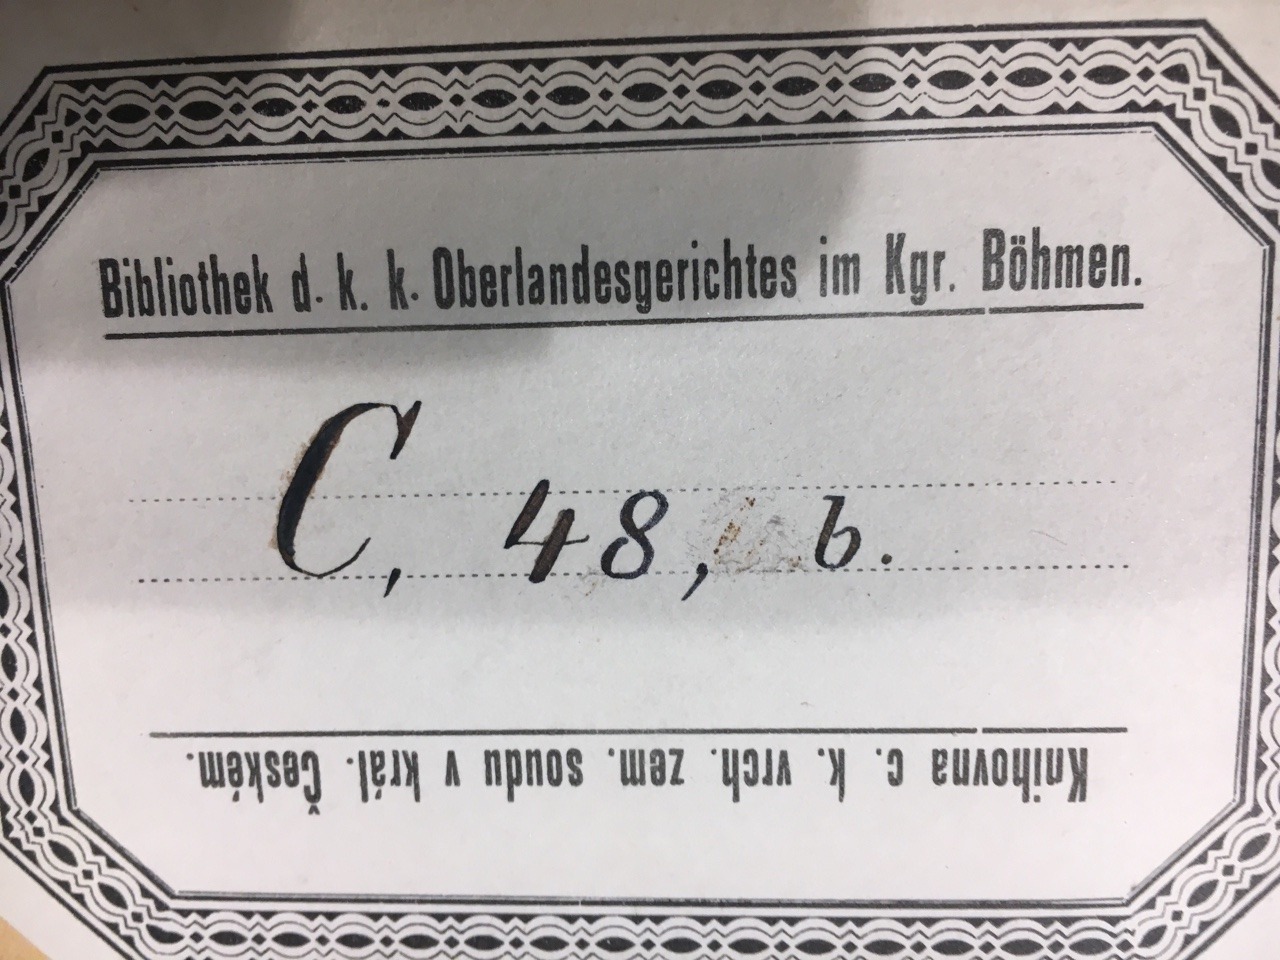 Bibliothek d. k. k. Oberlandesgerichtes im Kgr. Böhmen.
C, 48, b.
Knihovna c. k. vrch. zem. soudu v král. Českém.